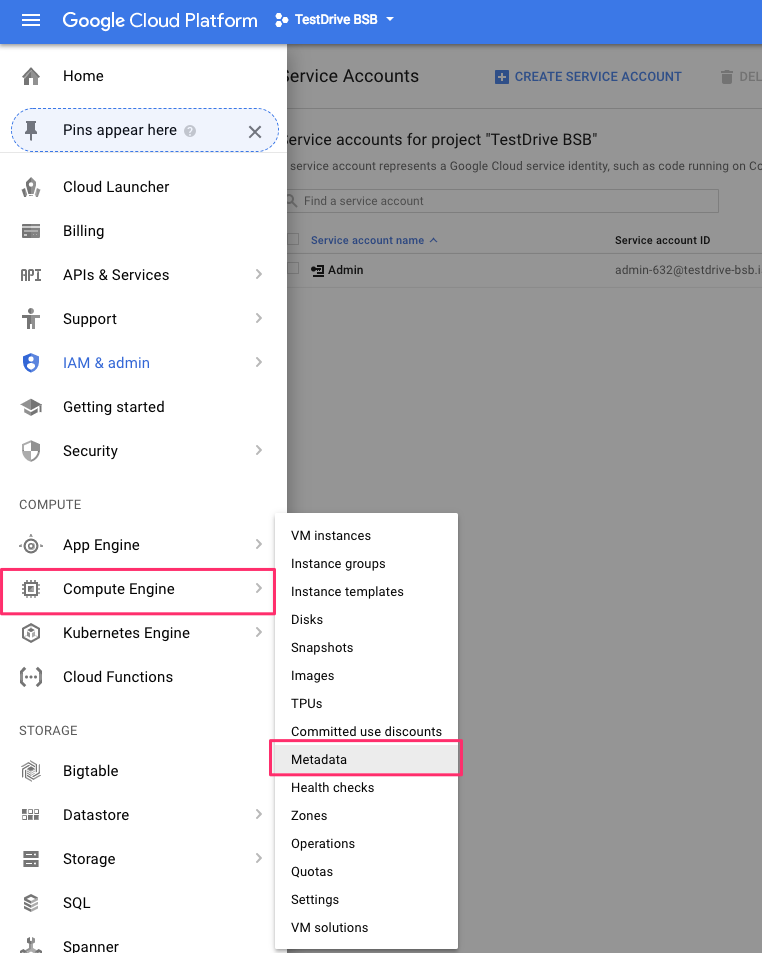 Google Cloud Platform TestDrive BSB
Home
Pins appear here ?
Cloud Launcher
Billing
API APIs & Services
Support
IAM & admin
Getting started
Security
COMPUTE
App Engine
Compute Engine
Kubernetes Engine
Cloud Functions
STORAGE
Bigtable
Datastore
Storage
SQL
Spanner
Service Accounts CREATE SERVICE ACCOUNT DEL
Service accounts for project "TestDrive BSB"
service account represents a Google Cloud service identity, such as code running on Co
Find a service account
Service account name Service account ID
Admin admin-632@testdrive-bsb.i
VM instances
Instance groups
Instance templates
Disks
Snapshots
Images
TPUs
Committed use discounts
Metadata
Health checks
Zones
Operations
Quotas
Settings
VM solutions